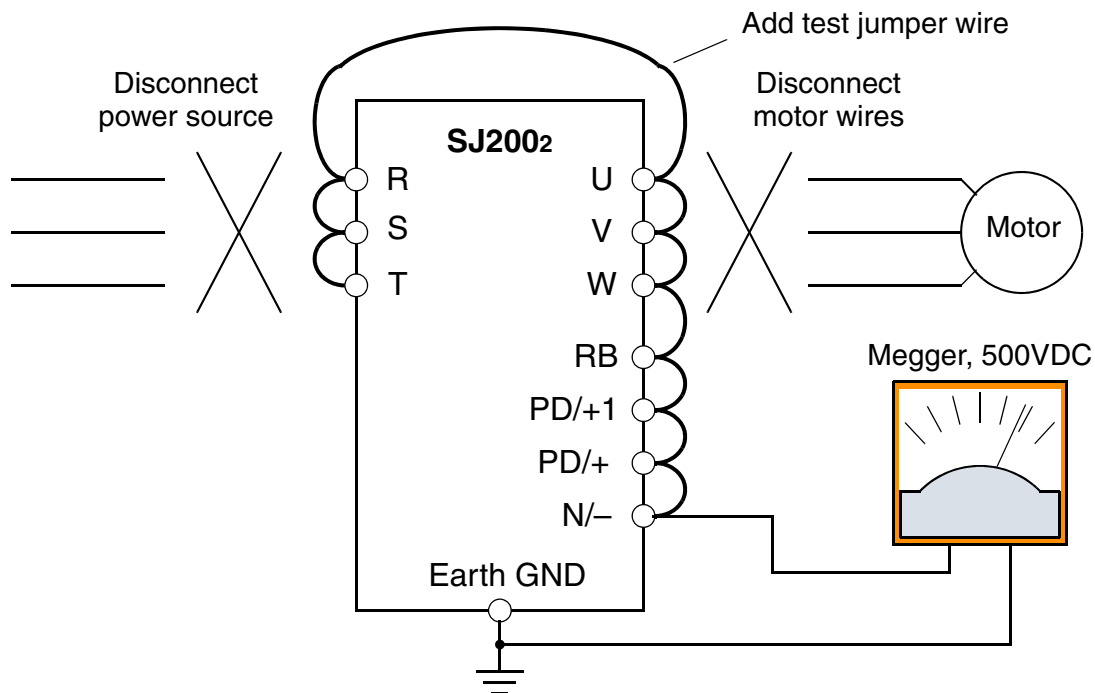 Add test jumper wire
Disconnect
power source
Disconnect
motor wires
SJ2002
R
U
S
V
Motor
T
W
RB
Megger, 500VDC
PD/+1
PD/+
N/–
Earth GND